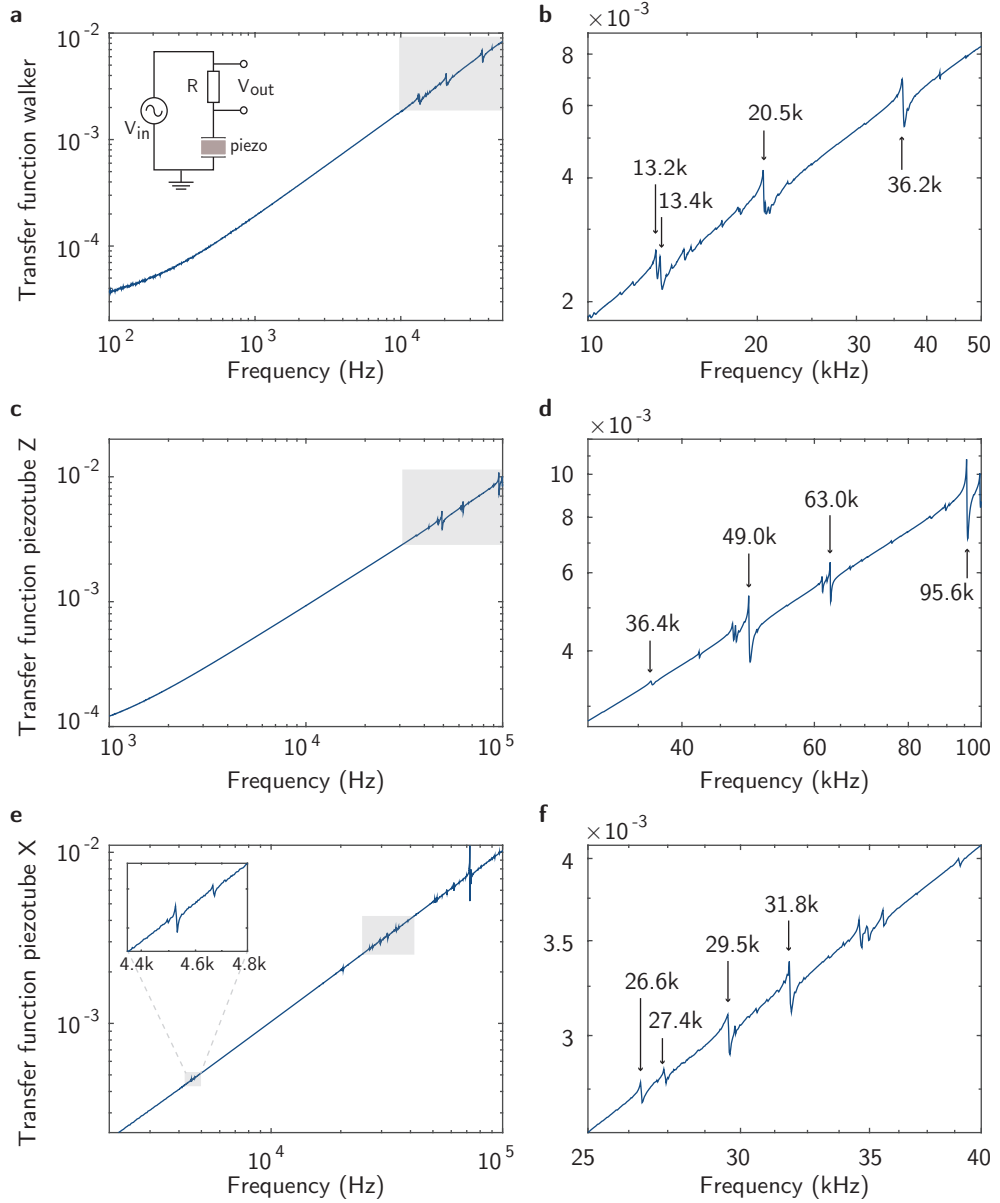 a
Transfer function walker
10^-2
10^-3
10^-4
10^2
10^3
10^4
Frequency (Hz)
R
V_out
V_in
piezo
b
×10^-3
8
6
4
2
13.2k
13.4k
20.5k
36.2k
10
20
30
40
50
Frequency (kHz)
c
Transfer function piezotube Z
10^-2
10^-3
10^-4
10^3
10^4
10^5
Frequency (Hz)
d
×10^-3
10
8
6
4
36.4k
49.0k
63.0k
95.6k
40
60
80
100
Frequency (kHz)
e
Transfer function piezotube X
10^-2
10^-3
4.4k
4.6k
4.8k
10^4
10^5
Frequency (Hz)
f
×10^-3
4
3.5
3
26.6k
27.4k
29.5k
31.8k
25
30
35
40
Frequency (kHz)